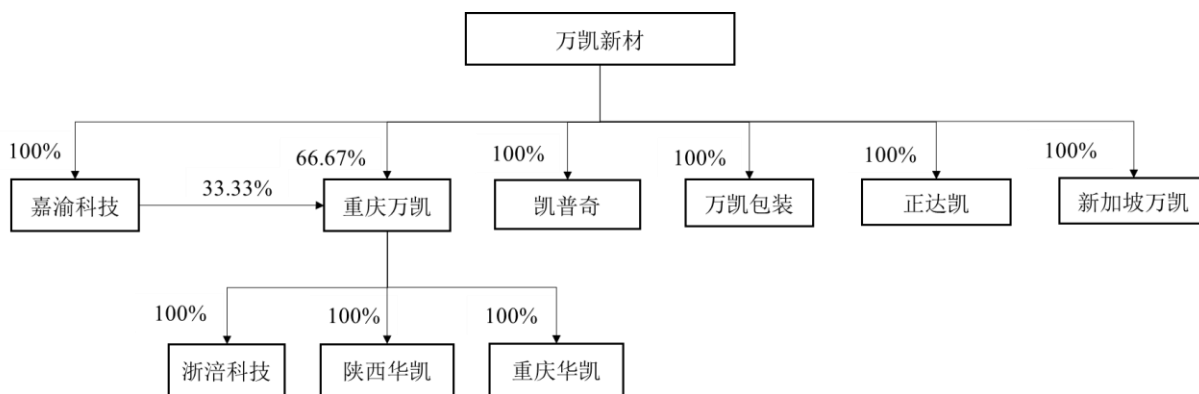 万凯新材
100%
66.67%
100%
100%
100%
100%
嘉渝科技
33.33%
重庆万凯
凯普奇
万凯包装
正达凯
新加坡万凯
100%
100%
100%
浙涪科技
陕西华凯
重庆华凯